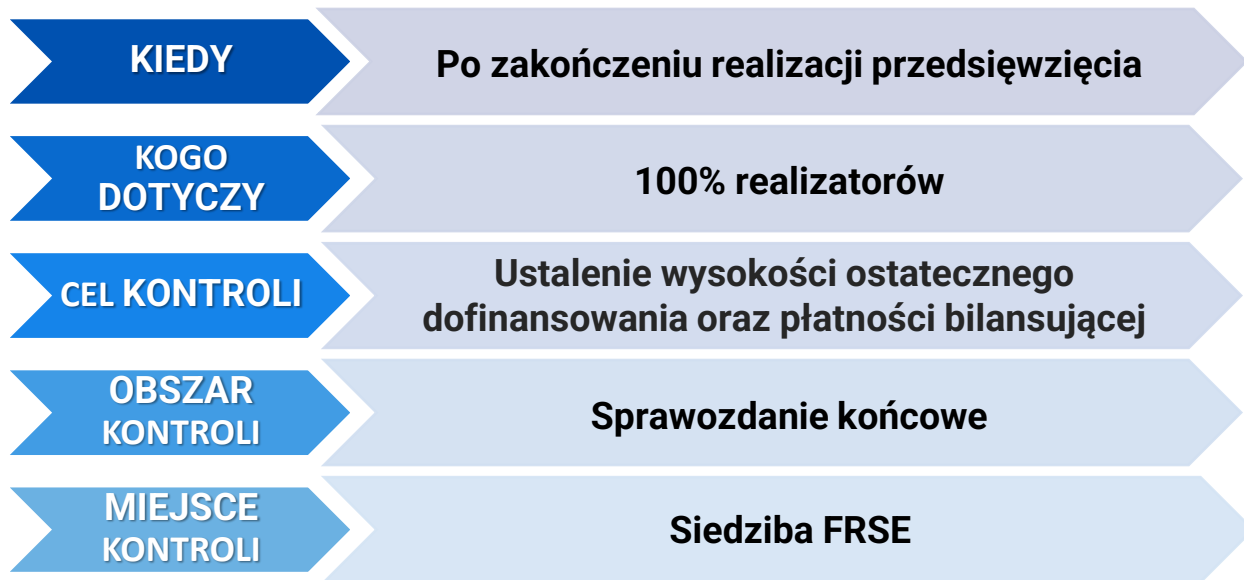 KIEDY
Po zakończeniu realizacji przedsięwzięcia
KOGO
DOTYCZY
100% realizatorów
CEL KONTROLI
Ustalenie wysokości ostatecznego
dofinansowania oraz płatności bilansującej
OBSZAR
KONTROLI
Sprawozdanie końcowe
MIEJSCE
KONTROLI
Siedziba FRSE